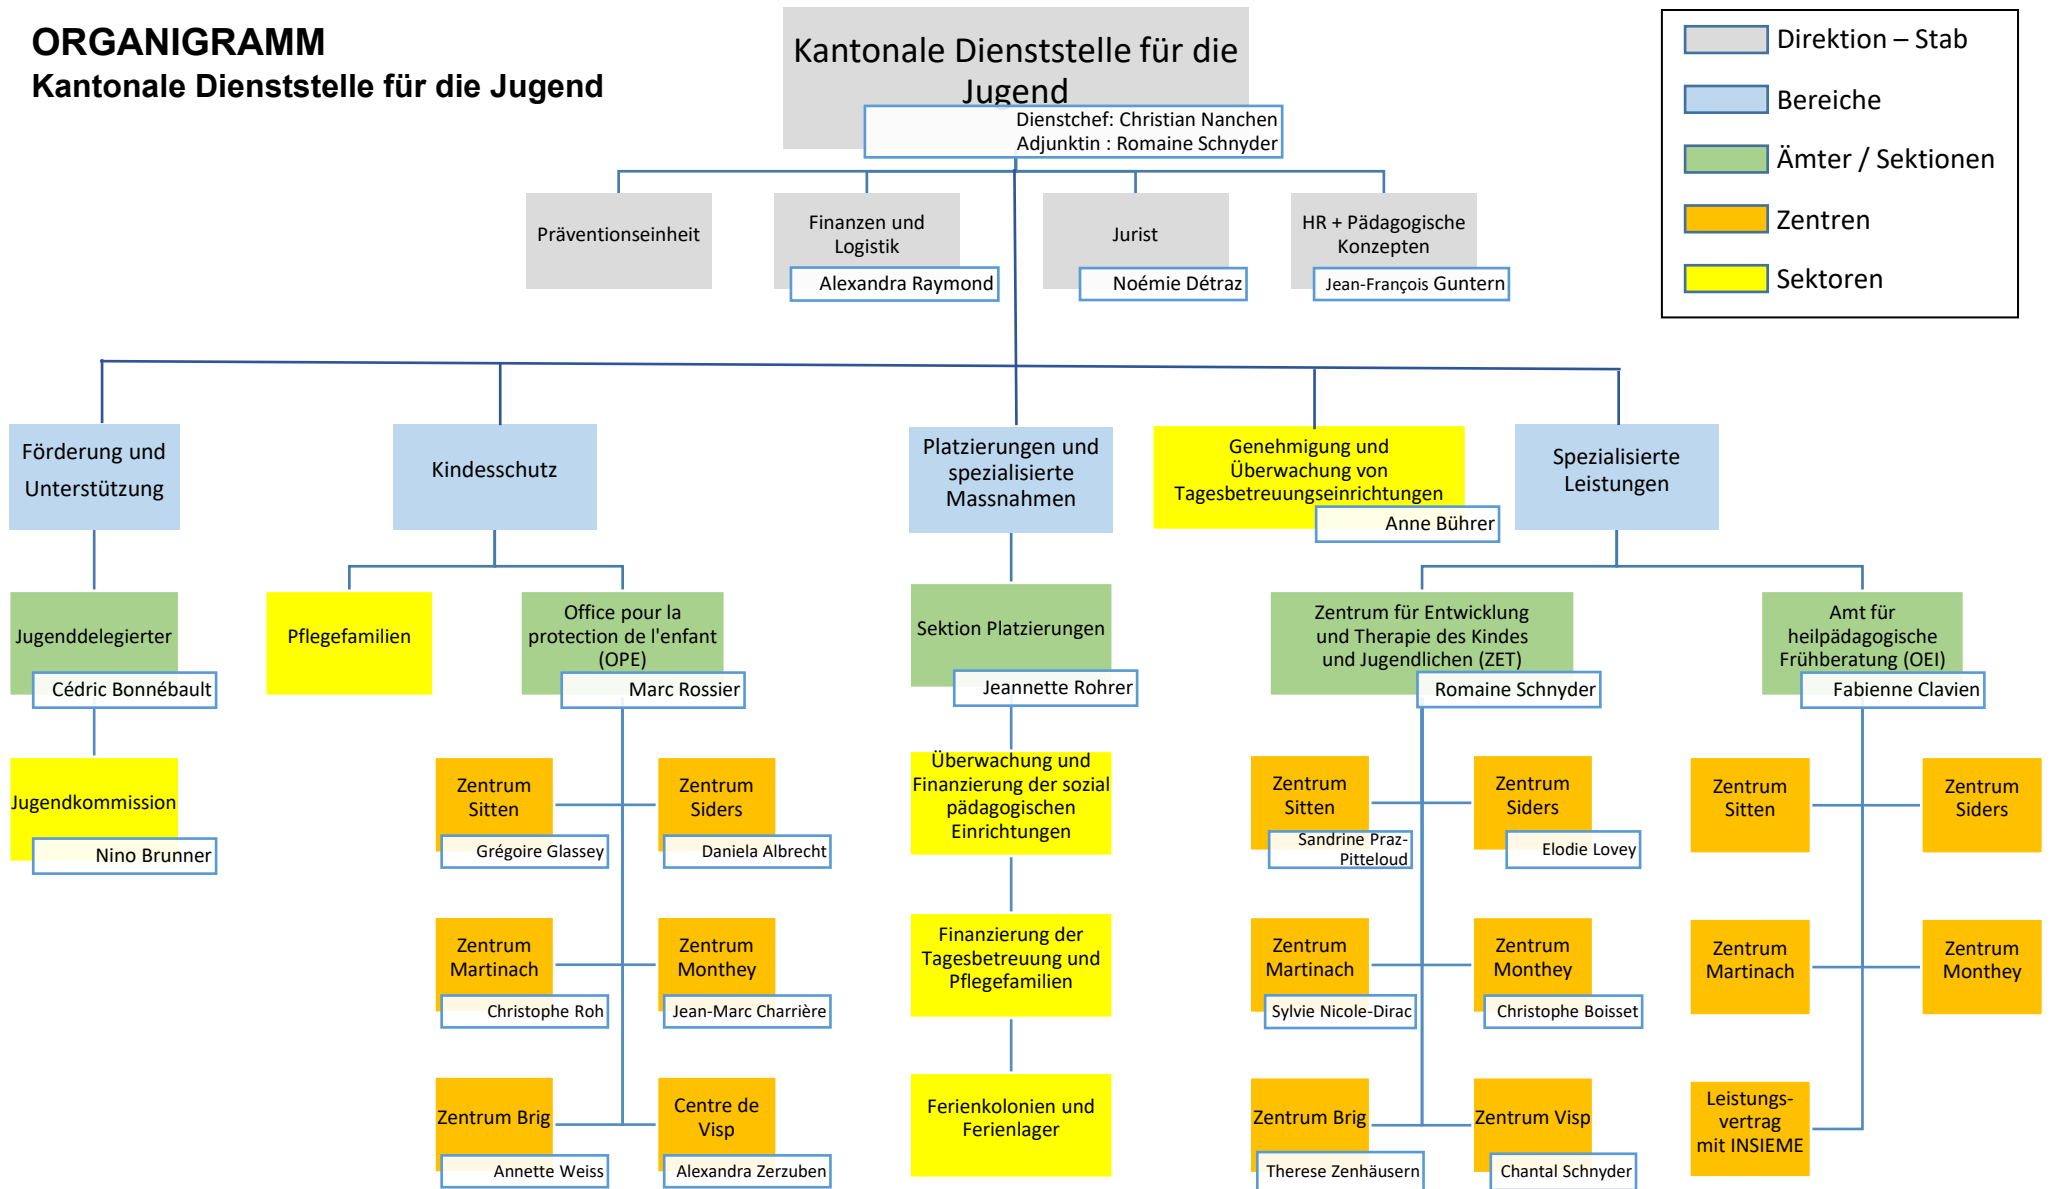 ORGANIGRAMM
Kantonale Dienststelle für die Jugend
Kantonale Dienststelle für die
Jugend
Dienstchef: Christian Nanchen
Adjunktin : Romaine Schnyder
Direktion – Stab
Bereiche
Ämter / Sektionen
Zentren
Sektoren
Präventionseinheit
Finanzen und
Logistik
Alexandra Raymond
Jurist
Noémie Détraz
HR + Pädagogische
Konzepten
Jean-François Guntern
Förderung und
Unterstützung
Kindesschutz
Platzierungen und
spezialisierte
Massnahmen
Genehmigung und
Überwachung von
Tagesbetreuungseinrichtungen
Anne Bührer
Spezialisierte
Leistungen
Jugenddelegierter
Cédric Bonnébault
Pflegefamilien
Office pour la
protection de l'enfant
(OPE)
Marc Rossier
Sektion Platzierungen
Jeannette Rohrer
Zentrum für Entwicklung
und Therapie des Kindes
und Jugendlichen (ZET)
Romaine Schnyder
Amt für
heilpädagogische
Frühberatung (OEI)
Fabienne Clavien
Jugendkommission
Nino Brunner
Zentrum
Sitten
Grégoire Glassey
Zentrum
Siders
Daniela Albrecht
Überwachung und
Finanzierung der sozial
pädagogischen
Einrichtungen
Zentrum
Sitten
Sandrine Praz-
Pitteloud
Zentrum
Siders
Elodie Lovey
Zentrum
Sitten
Zentrum
Siders
Zentrum
Martinach
Christophe Roh
Zentrum
Monthey
Jean-Marc Charrière
Finanzierung der
Tagesbetreuung und
Pflegefamilien
Zentrum
Martinach
Sylvie Nicole-Dirac
Zentrum
Monthey
Christophe Boisset
Zentrum
Martinach
Zentrum
Monthey
Zentrum Brig
Annette Weiss
Centre de
Visp
Alexandra Zerzuben
Ferienkolonien und
Ferienlager
Zentrum Brig
Therese Zenhäusern
Zentrum Visp
Chantal Schnyder
Leistungs-
vertrag
mit INSIEME